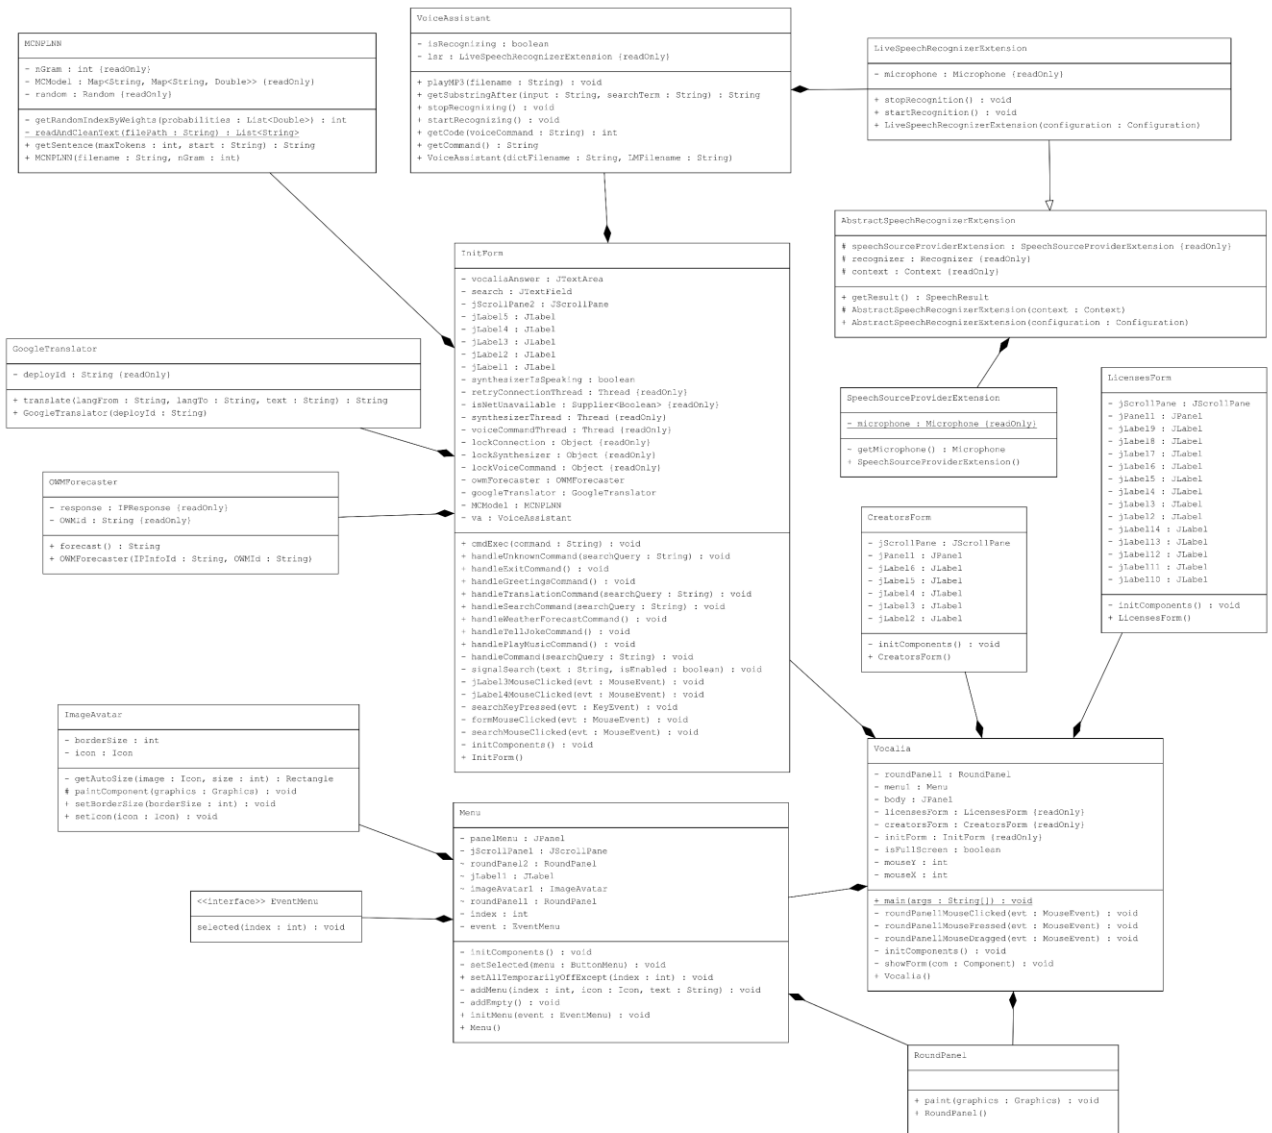 MCNPLNN
- nGram : int {readOnly}
- MCModel : Map<String, Map<String, Double>> {readOnly}
- random : Random {readOnly}
- getRandomIndexByWeights(probabilities : List<Double>) : int
- readAndCleanText(filePath : String) : List<String>
+ getSentence(maxTokens : int, start : String) : String
+ MCNPLNN(filename : String, nGram : int)
VoiceAssistant
- isRecognizing : boolean
- lsr : LiveSpeechRecognizerExtension {readOnly}
+ playMP3(filename : String) : void
+ getSubstringAfter(input : String, searchTerm : String) : String
+ stopRecognizing() : void
+ startRecognizing() : void
+ getCode(voiceCommand : String) : int
+ getCommand() : String
+ VoiceAssistant(dictFilename : String, LMFilename : String)
LiveSpeechRecognizerExtension
- microphone : Microphone {readOnly}
+ stopRecognition() : void
+ startRecognition() : void
+ LiveSpeechRecognizerExtension(configuration : Configuration)
AbstractSpeechRecognizerExtension
# speechSourceProviderExtension : SpeechSourceProviderExtension {readOnly}
# recognizer : Recognizer {readOnly}
# context : Context {readOnly}
+ getResult() : SpeechResult
# AbstractSpeechRecognizerExtension(context : Context)
+ AbstractSpeechRecognizerExtension(configuration : Configuration)
InitForm
- vocaliaAnswer : JTextArea
- search : JTextField
- jScrollPane2 : JScrollPane
- jLabel5 : JLabel
- jLabel4 : JLabel
- jLabel3 : JLabel
- jLabel2 : JLabel
- jLabel1 : JLabel
- synthesizerIsSpeaking : boolean
- retryConnectionThread : Thread {readOnly}
- isNetUnavailable : Supplier<Boolean> {readOnly}
- synthesizerThread : Thread {readOnly}
- voiceCommandThread : Thread {readOnly}
- lockConnection : Object {readOnly}
- lockSynthesizer : Object {readOnly}
- lockVoiceCommand : Object {readOnly}
- owmForecaster : OWMForecaster
- googleTranslator : GoogleTranslator
- MCModel : MCNPLNN
- va : VoiceAssistant
+ cmdExec(command : String) : void
+ handleUnknownCommand(searchQuery : String) : void
+ handleExitCommand() : void
+ handleGreetingsCommand() : void
+ handleTranslationCommand(searchQuery : String) : void
+ handleSearchCommand(searchQuery : String) : void
+ handleWeatherForecastCommand() : void
+ handleTellJokeCommand() : void
+ handlePlayMusicCommand() : void
- handleCommand(searchQuery : String) : void
- signalSearch(text : String, isEnabled : boolean) : void
- jLabel3MouseClicked(evt : MouseEvent) : void
- jLabel4MouseClicked(evt : MouseEvent) : void
- searchKeyPressed(evt : KeyEvent) : void
- formMouseClicked(evt : MouseEvent) : void
- searchMouseClicked(evt : MouseEvent) : void
- initComponents() : void
+ InitForm()
GoogleTranslator
- deployId : String {readOnly}
+ translate(langFrom : String, langTo : String, text : String) : String
+ GoogleTranslator(deployId : String)
SpeechSourceProviderExtension
- microphone : Microphone {readOnly}
- getMicrophone() : Microphone
+ SpeechSourceProviderExtension()
LicensesForm
- jScrollPane : JScrollPane
- jPanel1 : JPanel
- jLabel9 : JLabel
- jLabel8 : JLabel
- jLabel7 : JLabel
- jLabel6 : JLabel
- jLabel5 : JLabel
- jLabel4 : JLabel
- jLabel3 : JLabel
- jLabel2 : JLabel
- jLabel14 : JLabel
- jLabel13 : JLabel
- jLabel12 : JLabel
- jLabel11 : JLabel
- jLabel10 : JLabel
- initComponents() : void
+ LicensesForm()
OWMForecaster
- response : IPResponse {readOnly}
- OWMId : String {readOnly}
+ forecast() : String
+ OWMForecaster(IPInfoId : String, OWMId : String)
CreatorsForm
- jScrollPane : JScrollPane
- jPanel1 : JPanel
- jLabel6 : JLabel
- jLabel5 : JLabel
- jLabel4 : JLabel
- jLabel3 : JLabel
- jLabel2 : JLabel
- initComponents() : void
+ CreatorsForm()
ImageAvatar
- borderSize : int
- icon : Icon
- getAutoSize(image : Icon, size : int) : Rectangle
# paintComponent(graphics : Graphics) : void
+ setBorderSize(borderSize : int) : void
+ setIcon(icon : Icon) : void
Vocalia
- roundPanel1 : RoundPanel
- menu1 : Menu
- body : JPanel
- licensesForm : LicensesForm {readOnly}
- creatorsForm : CreatorsForm {readOnly}
- initForm : InitForm {readOnly}
- isFullScreen : boolean
- mouseY : int
- mouseX : int
+ main(args : String[]) : void
- roundPanel1MouseClicked(evt : MouseEvent) : void
- roundPanel1MousePressed(evt : MouseEvent) : void
- roundPanel1MouseDragged(evt : MouseEvent) : void
- initComponents() : void
- showForm(com : Component) : void
+ Vocalia()
Menu
- panelMenu : JPanel
- jScrollPane1 : JScrollPane
- roundPanel2 : RoundPanel
- jLabel1 : JLabel
- imageAvatar1 : ImageAvatar
- roundPanel1 : RoundPanel
- index : int
- event : EventMenu
- initComponents() : void
- setSelected(menu : ButtonMenu) : void
+ setAllTemporarilyOffExcept(index : int) : void
- addMenu(index : int, icon : Icon, text : String) : void
- addEmpty() : void
+ initMenu(event : EventMenu) : void
+ Menu()
<<interface>> EventMenu
selected(index : int) : void
RoundPanel
+ paint(graphics : Graphics) : void
+ RoundPanel()